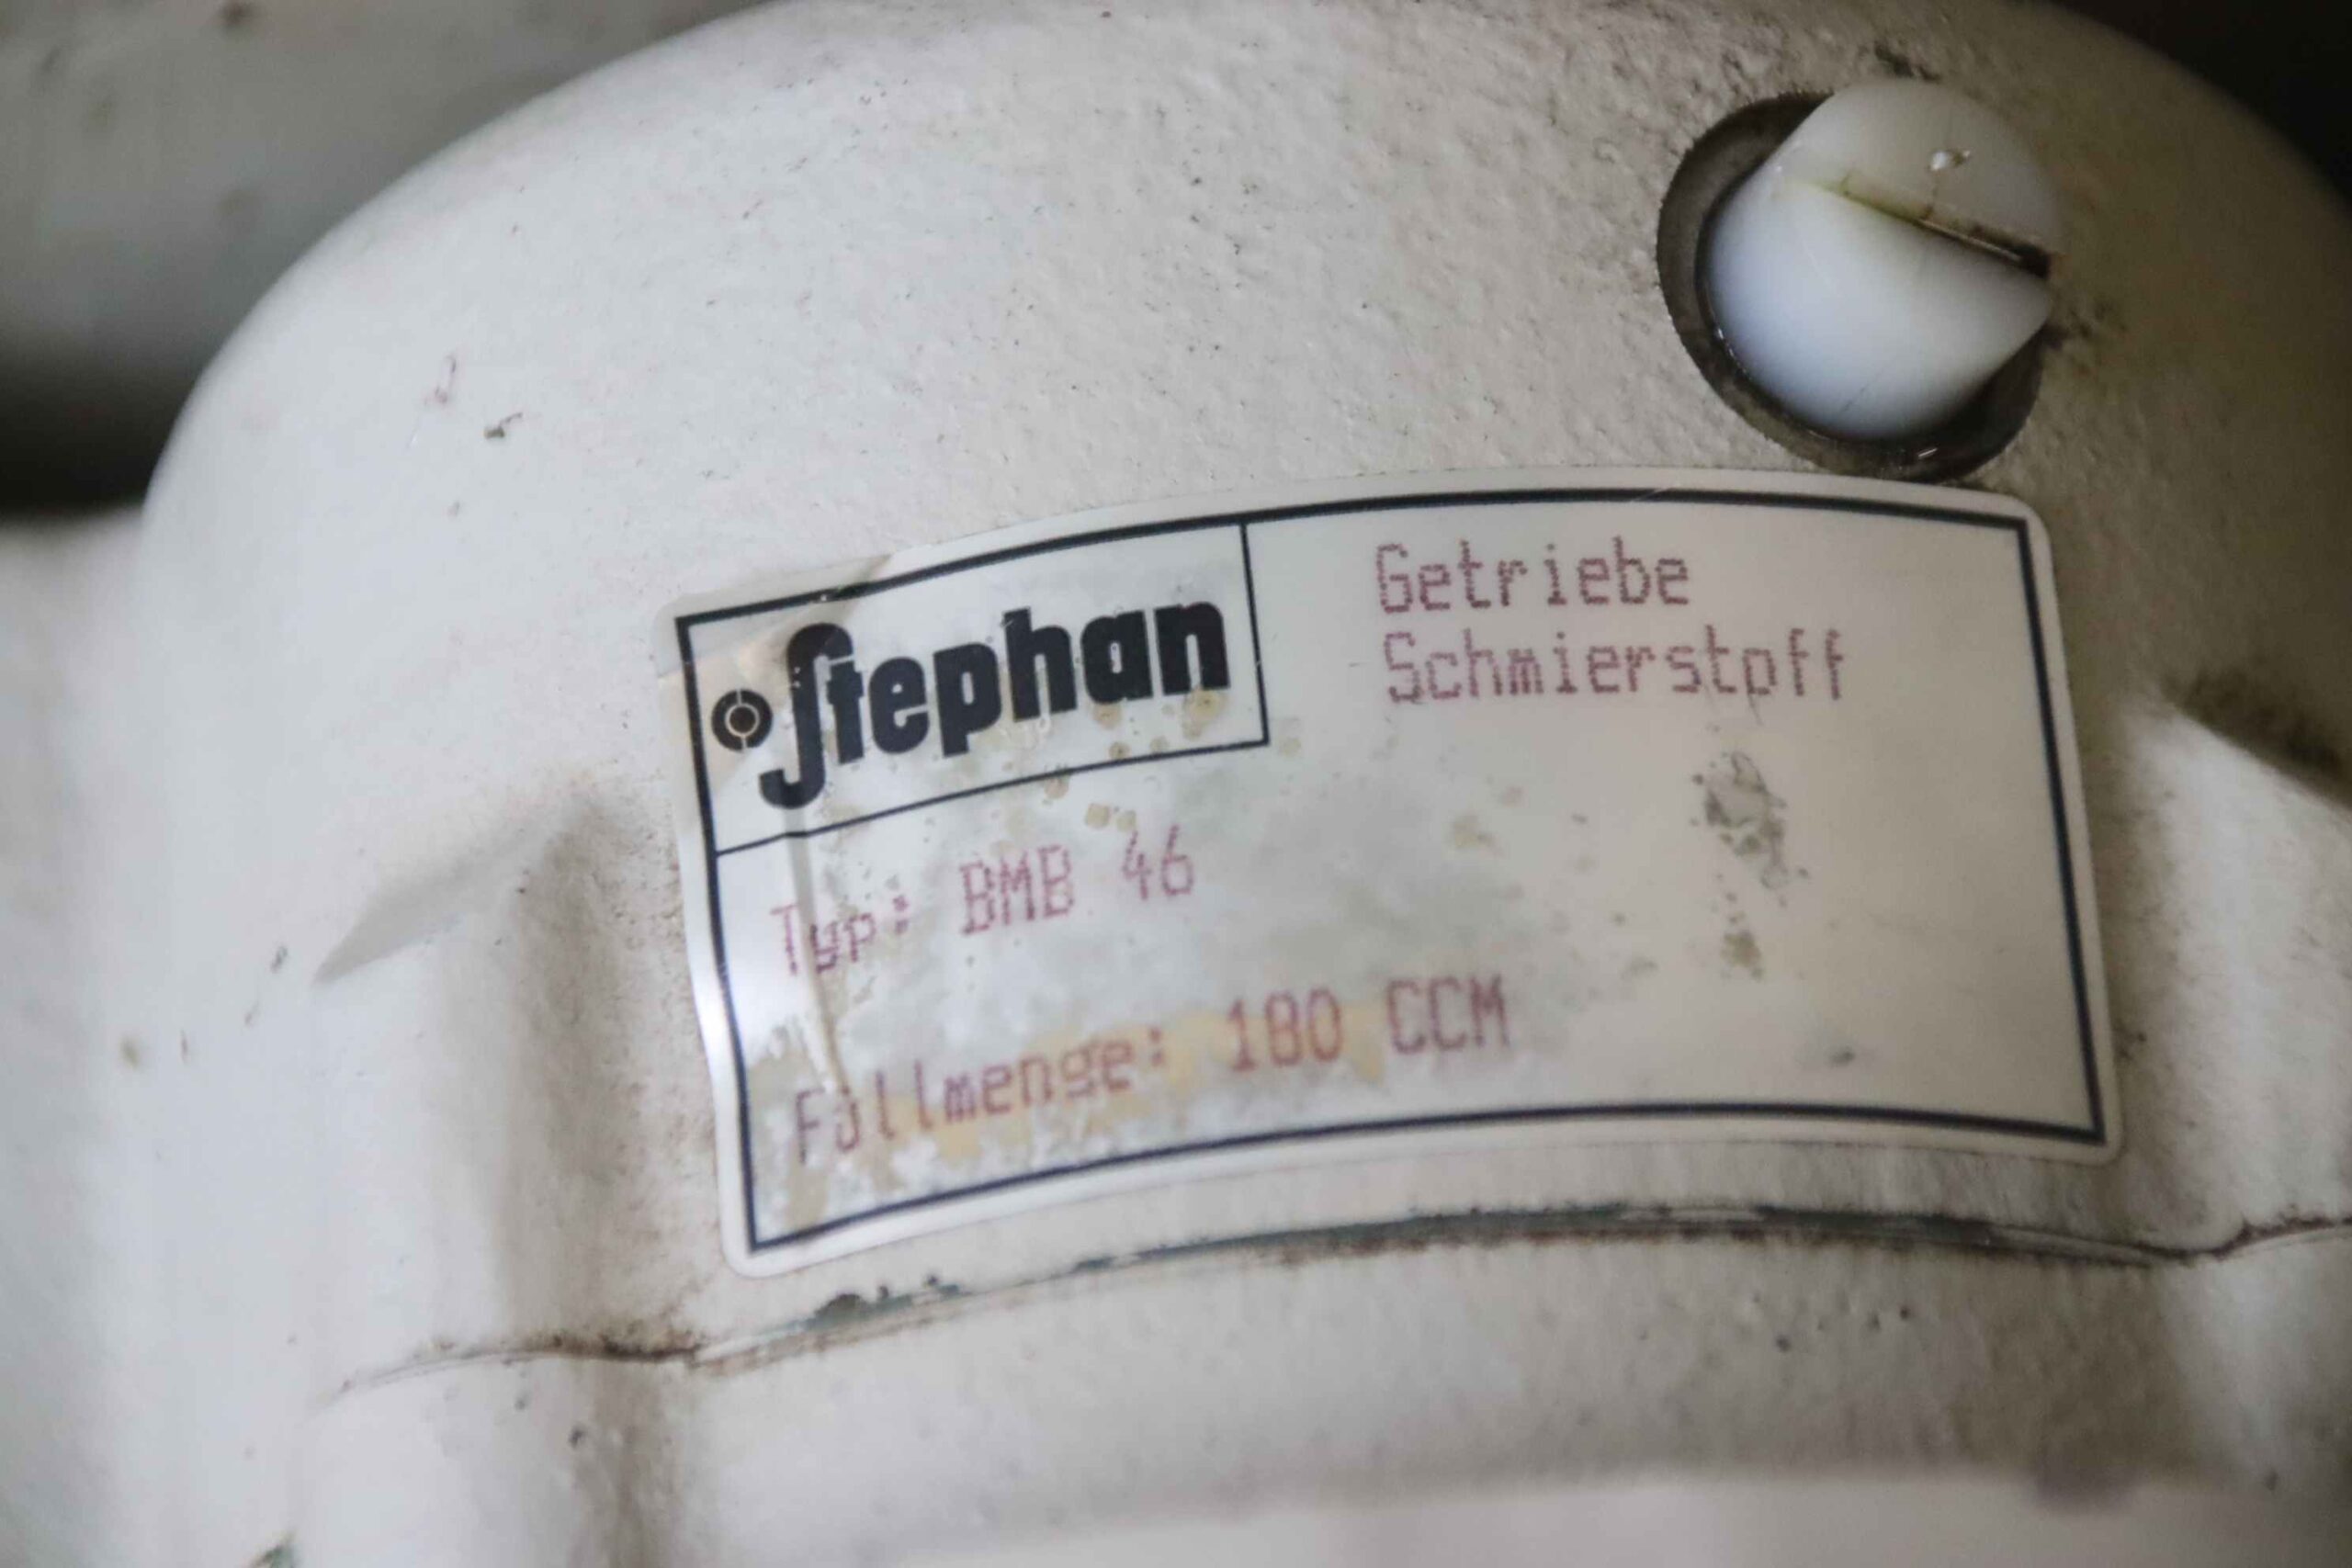 Stephan
Getriebe
Schmierstoff
Typ: BMB 46
Füllmenge: 180 CCM